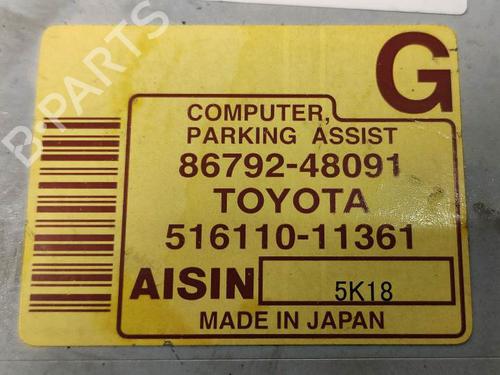 G
COMPUTER,
PARKING ASSIST
86792-48091
TOYOTA
516110-11361
AISIN 5K18
MADE IN JAPAN
B-PARTS